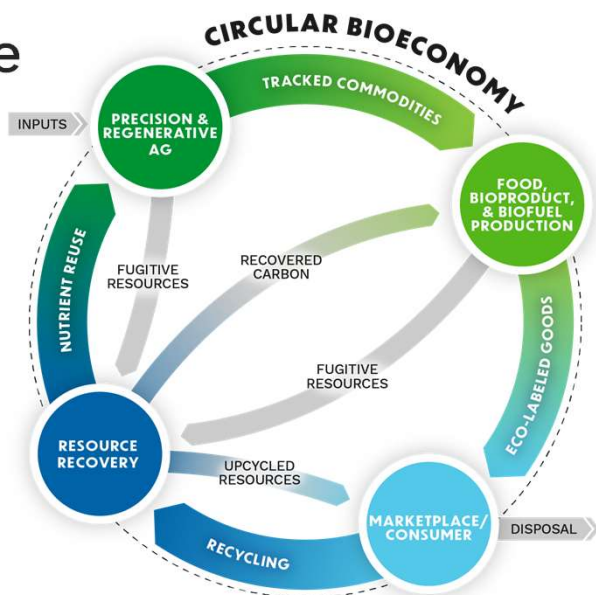 e
CIRCULAR BIOECONOMY
TRACKED COMMODITIES
INPUTS
PRECISION &
REGENERATIVE
AG
FOOD,
BIOPRODUCT,
& BIOFUEL
PRODUCTION
NUTRIENT REUSE
FUGITIVE
RESOURCES
RECOVERED
CARBON
FUGITIVE
RESOURCES
ECO-LABELED GOODS
RESOURCE
RECOVERY
UPCYCLED
RESOURCES
MARKETPLACE/
CONSUMER
DISPOSAL
RECYCLING